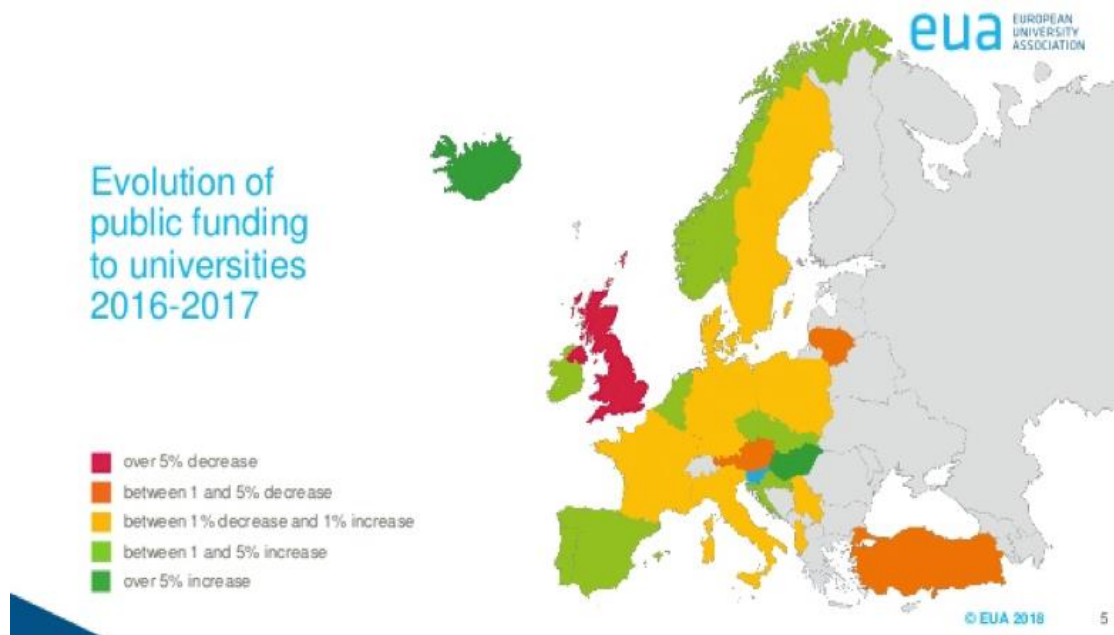 eua
EUROPEAN
UNIVERSITY
ASSOCIATION
Evolution of
public funding
to universities
2016-2017
over 5% decrease
between 1 and 5% decrease
between 1% decrease and 1% increase
between 1 and 5% increase
over 5% increase
© EUA 2018
5